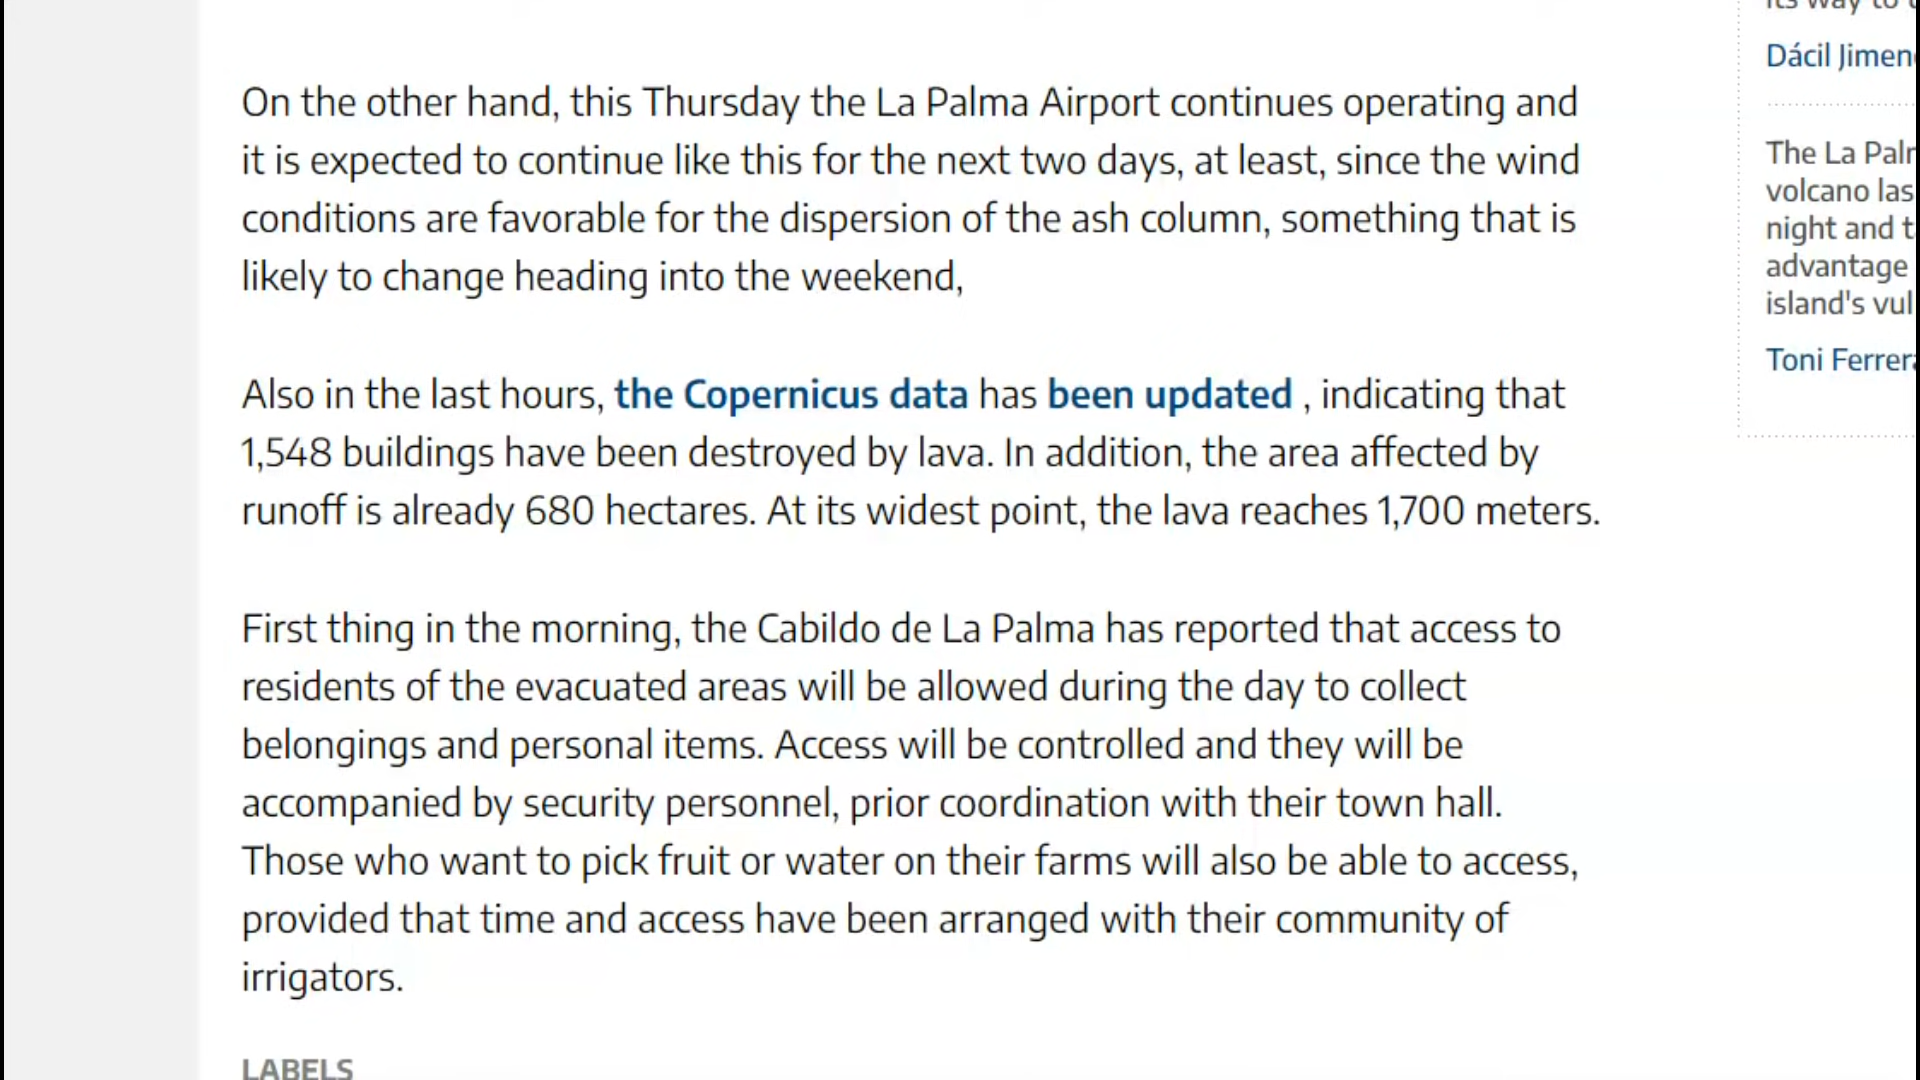 On the other hand, this Thursday the La Palma Airport continues operating and
it is expected to continue like this for the next two days, at least, since the wind
conditions are favorable for the dispersion of the ash column, something that is
likely to change heading into the weekend,
Also in the last hours, the Copernicus data has been updated , indicating that
1,548 buildings have been destroyed by lava. In addition, the area affected by
runoff is already 680 hectares. At its widest point, the lava reaches 1,700 meters.
First thing in the morning, the Cabildo de La Palma has reported that access to
residents of the evacuated areas will be allowed during the day to collect
belongings and personal items. Access will be controlled and they will be
accompanied by security personnel, prior coordination with their town hall.
Those who want to pick fruit or water on their farms will also be able to access,
provided that time and access have been arranged with their community of
irrigators.
LABELS
its way to
Dácil
The La
volcano
night and
advantage
island's
Toni